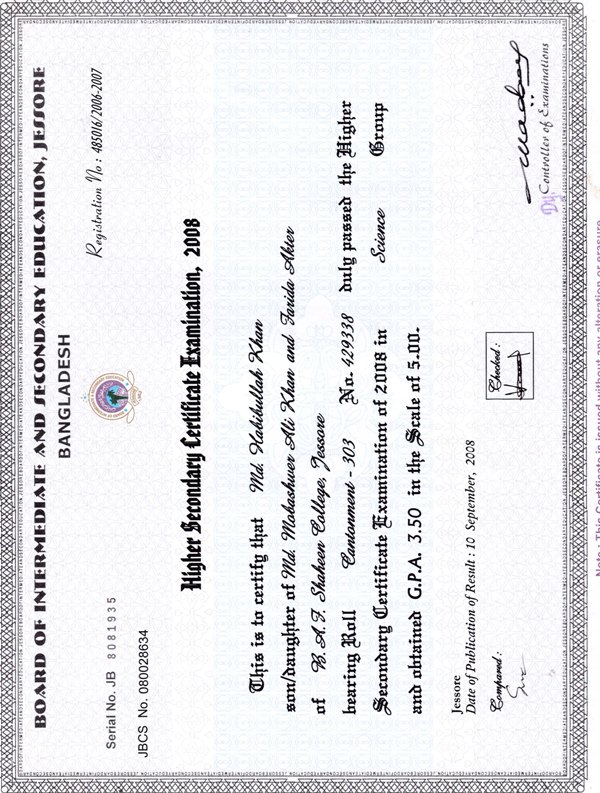 BOARD OF INTERMEDIATE AND SECONDARY EDUCATION, JESSORE
BANGLADESH
Registration No : 485016/2006-2007
Serial No. JB 8081935
JBCS No. 080028634
Higher Secondary Certificate Examination, 2008
This is to certify that Md. Habibullah Khan
son/daughter of Md. Mohashwer Ali Khan and Farida Akter
of B. A. F. Shaheen College, Jessore
bearing Roll Cantonment - 303 No. 429338 duly passed the Higher
Secondary Certificate Examination of 2008 in Science Group
and obtained G.P.A. 3.50 in the Scale of 5.00.
Jessore
Date of Publication of Result : 10 September, 2008
Compared :
Checked :
Dy. Controller of Examinations
Note : This Certificate is issued without any alteration or erasure